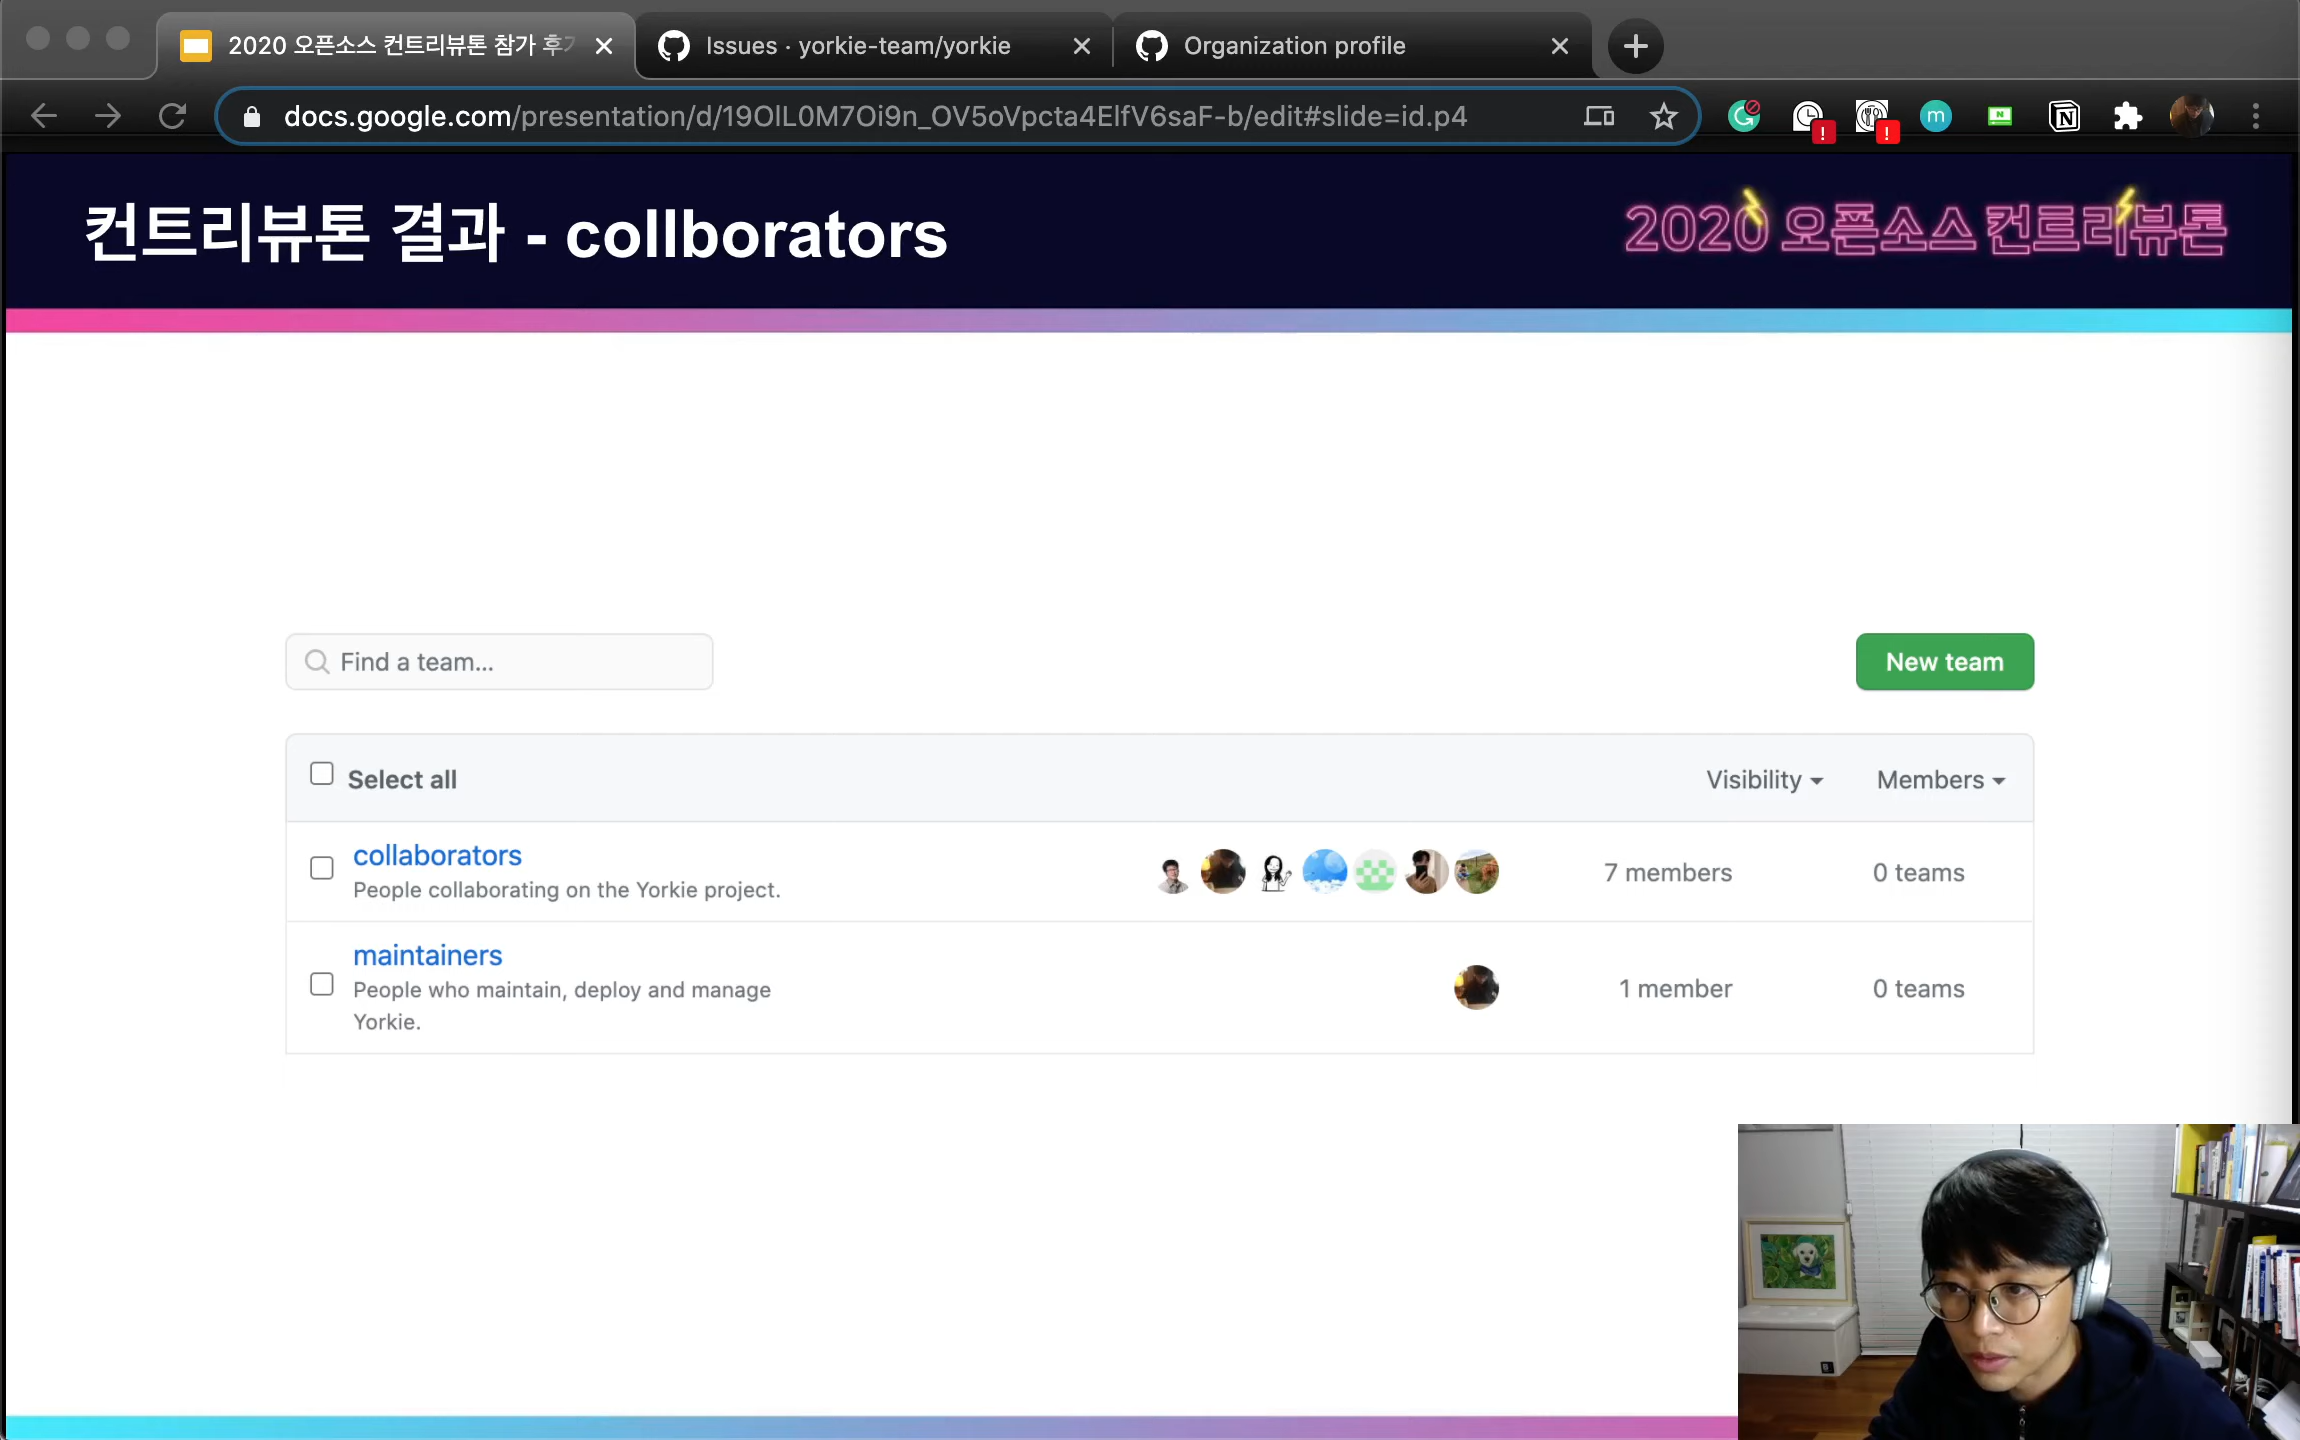 2020 오픈소스 컨트리뷰톤 참가 후기
Issues · yorkie-team/yorkie
Organization profile
docs.google.com/presentation/d/19OlL0M7Oi9n_OV5oVpcta4ElfV6saF-b/edit#slide=id.p4
컨트리뷰톤 결과 - collborators
2020 오픈소스 컨트리뷰톤
Find a team...
New team
Select all
Visibility
Members
collaborators
People collaborating on the Yorkie project.
7 members
0 teams
maintainers
People who maintain, deploy and manage
Yorkie.
1 member
0 teams